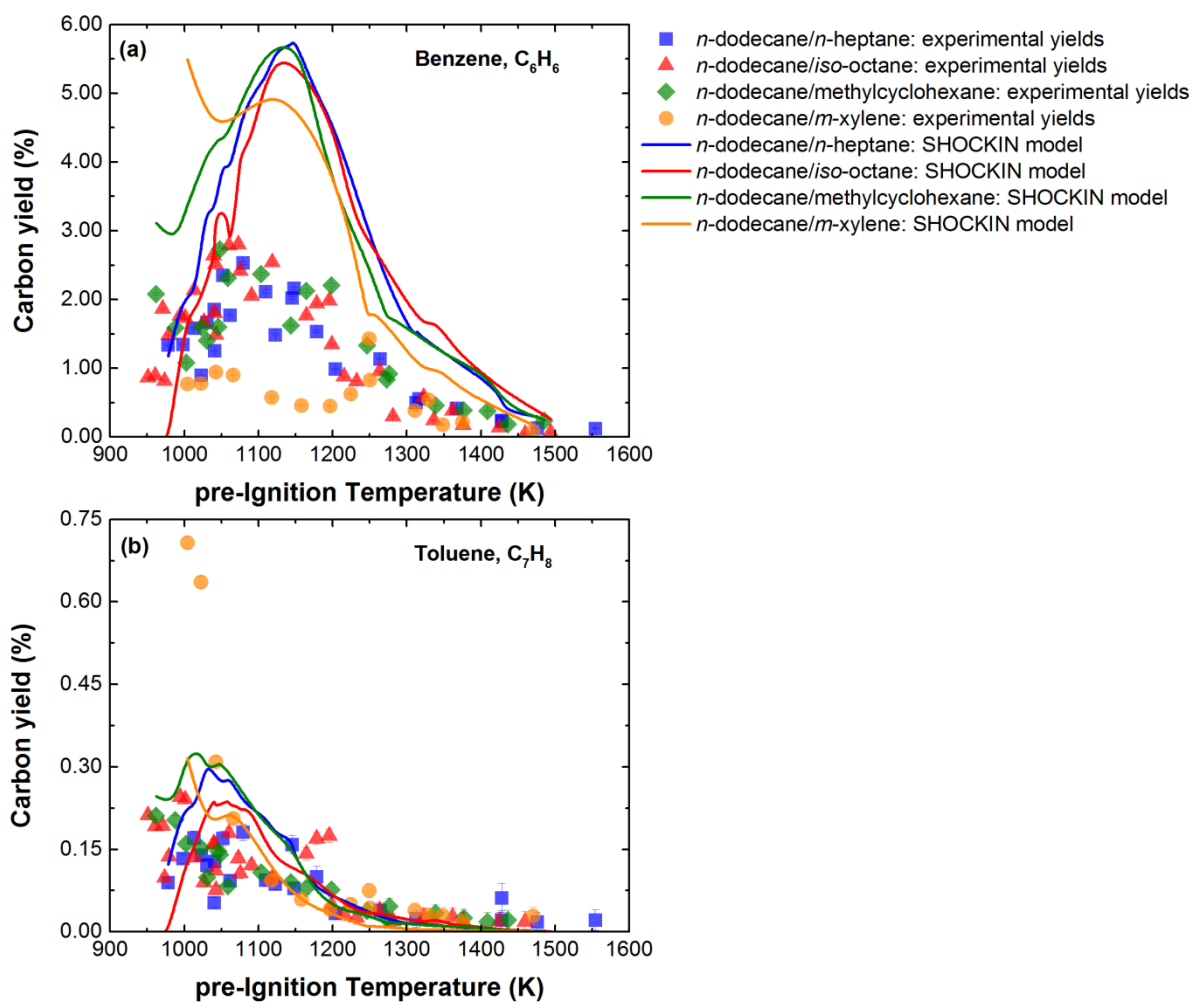 (a)
Benzene, C₆H₆
6.00
5.00
4.00
3.00
2.00
1.00
0.00
Carbon yield (%)
900 1000 1100 1200 1300 1400 1500 1600
pre-Ignition Temperature (K)
n-dodecane/n-heptane: experimental yields
n-dodecane/iso-octane: experimental yields
n-dodecane/methylcyclohexane: experimental yields
n-dodecane/m-xylene: experimental yields
n-dodecane/n-heptane: SHOCKIN model
n-dodecane/iso-octane: SHOCKIN model
n-dodecane/methylcyclohexane: SHOCKIN model
n-dodecane/m-xylene: SHOCKIN model
(b)
Toluene, C₇H₈
0.75
0.60
0.45
0.30
0.15
0.00
Carbon yield (%)
900 1000 1100 1200 1300 1400 1500 1600
pre-Ignition Temperature (K)